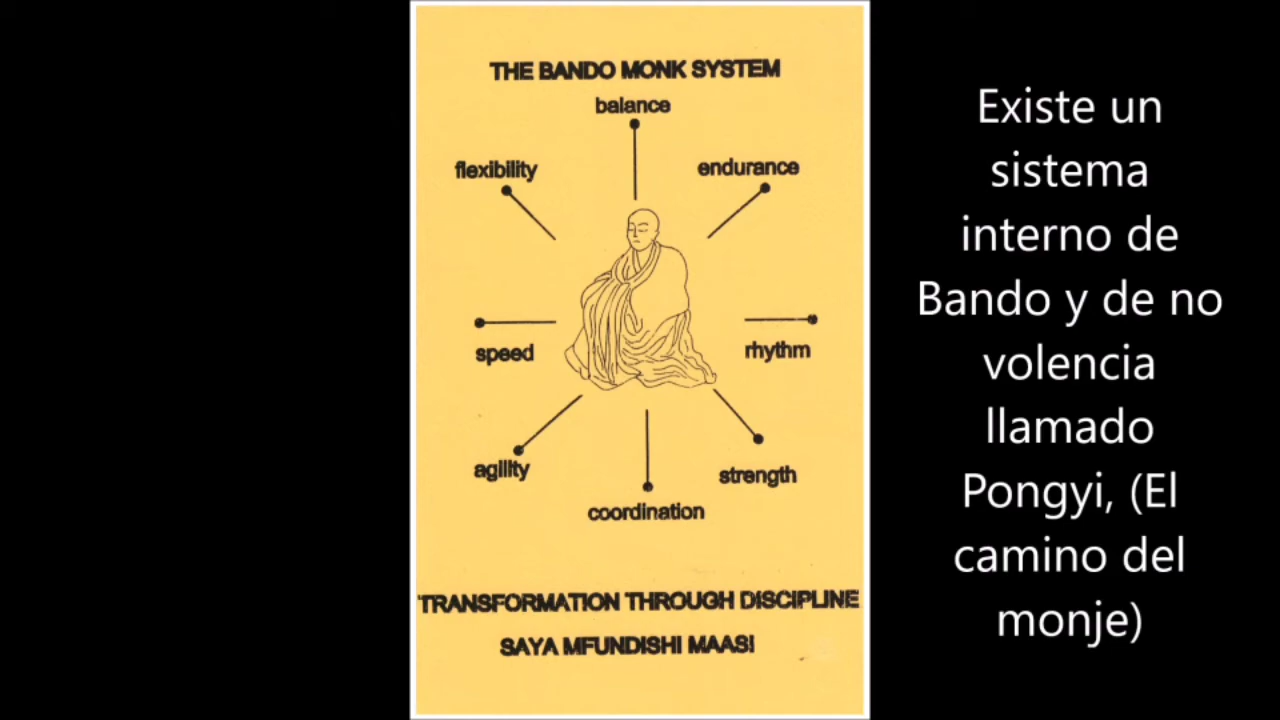 THE BANDO MONK SYSTEM
balance
flexibility
endurance
speed
rhythm
agility
strength
coordination
TRANSFORMATION THROUGH DISCIPLINE
SAYA MFUNDISHI MAASI
Existe un
sistema
interno de
Bando y de no
volencia
llamado
Pongyi, (El
camino del
monje)